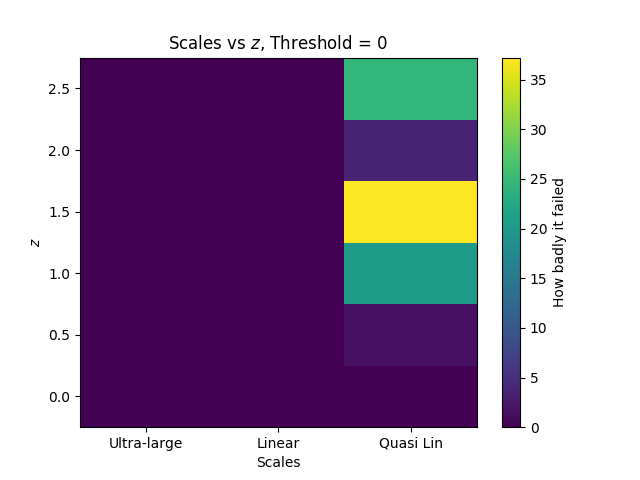 Scales vs z, Threshold = 0
2.5
2.0
1.5
1.0
0.5
0.0
z
Ultra-large
Linear
Quasi Lin
Scales
35
30
25
20
15
10
5
0
How badly it failed